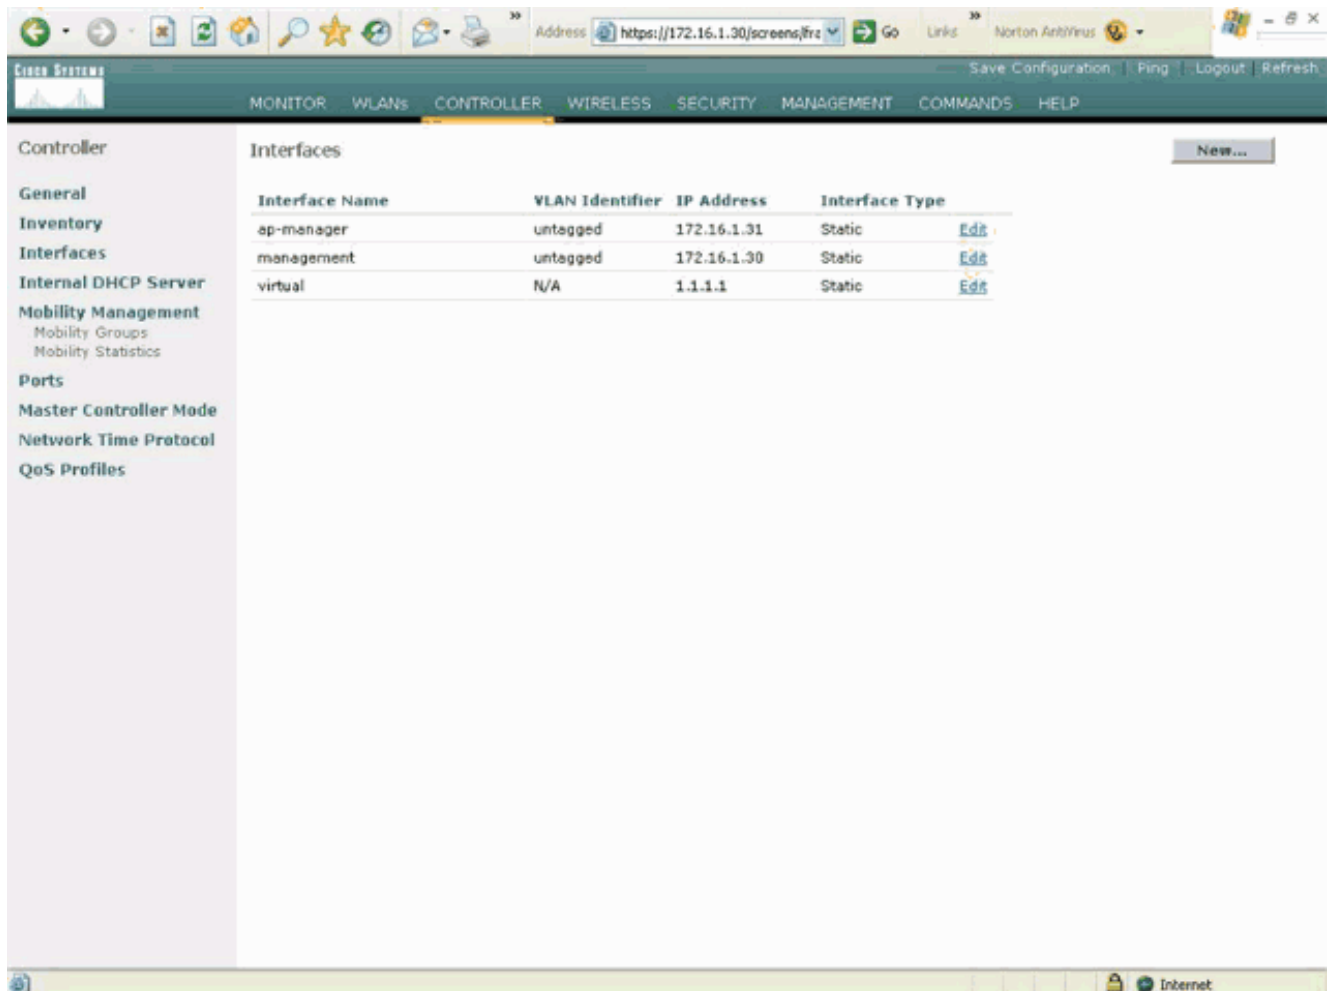 » Address https://172.16.1.30/screens/fra Go Links » Norton AntiVirus
CISCO SYSTEMS
Save Configuration | Ping | Logout | Refresh
MONITOR WLANs CONTROLLER WIRELESS SECURITY MANAGEMENT COMMANDS HELP
Controller
General
Inventory
Interfaces
Internal DHCP Server
Mobility Management
Mobility Groups
Mobility Statistics
Ports
Master Controller Mode
Network Time Protocol
QoS Profiles
Interfaces
New...
Interface Name VLAN Identifier IP Address Interface Type
ap-manager untagged 172.16.1.31 Static Edit
management untagged 172.16.1.30 Static Edit
virtual N/A 1.1.1.1 Static Edit
Internet